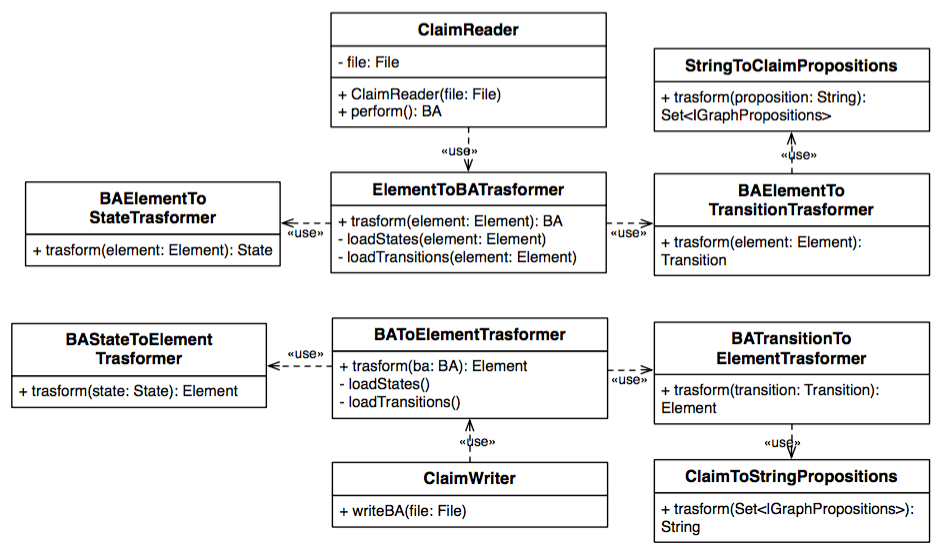 ClaimReader
- file: File
+ ClaimReader(file: File)
+ perform(): BA
StringToClaimPropositions
+ trasform(proposition: String):
Set<IGraphPropositions>
«use»
«use»
BAElementTo
StateTrasformer
+ trasform(element: Element): State
«use»
ElementToBATrasformer
+ trasform(element: Element): BA
- loadStates(element: Element)
- loadTransitions(element: Element)
«use»
BAElementTo
TransitionTrasformer
+ trasform(element: Element):
Transition
BAStateToElement
Trasformer
+ trasform(state: State): Element
«use»
BAToElementTrasformer
+ trasform(ba: BA): Element
- loadStates()
- loadTransitions()
«use»
BATransitionTo
ElementTrasformer
+ trasform(transition: Transition):
Element
«use»
«use»
ClaimWriter
+ writeBA(file: File)
ClaimToStringPropositions
+ trasform(Set<IGraphPropositions>):
String